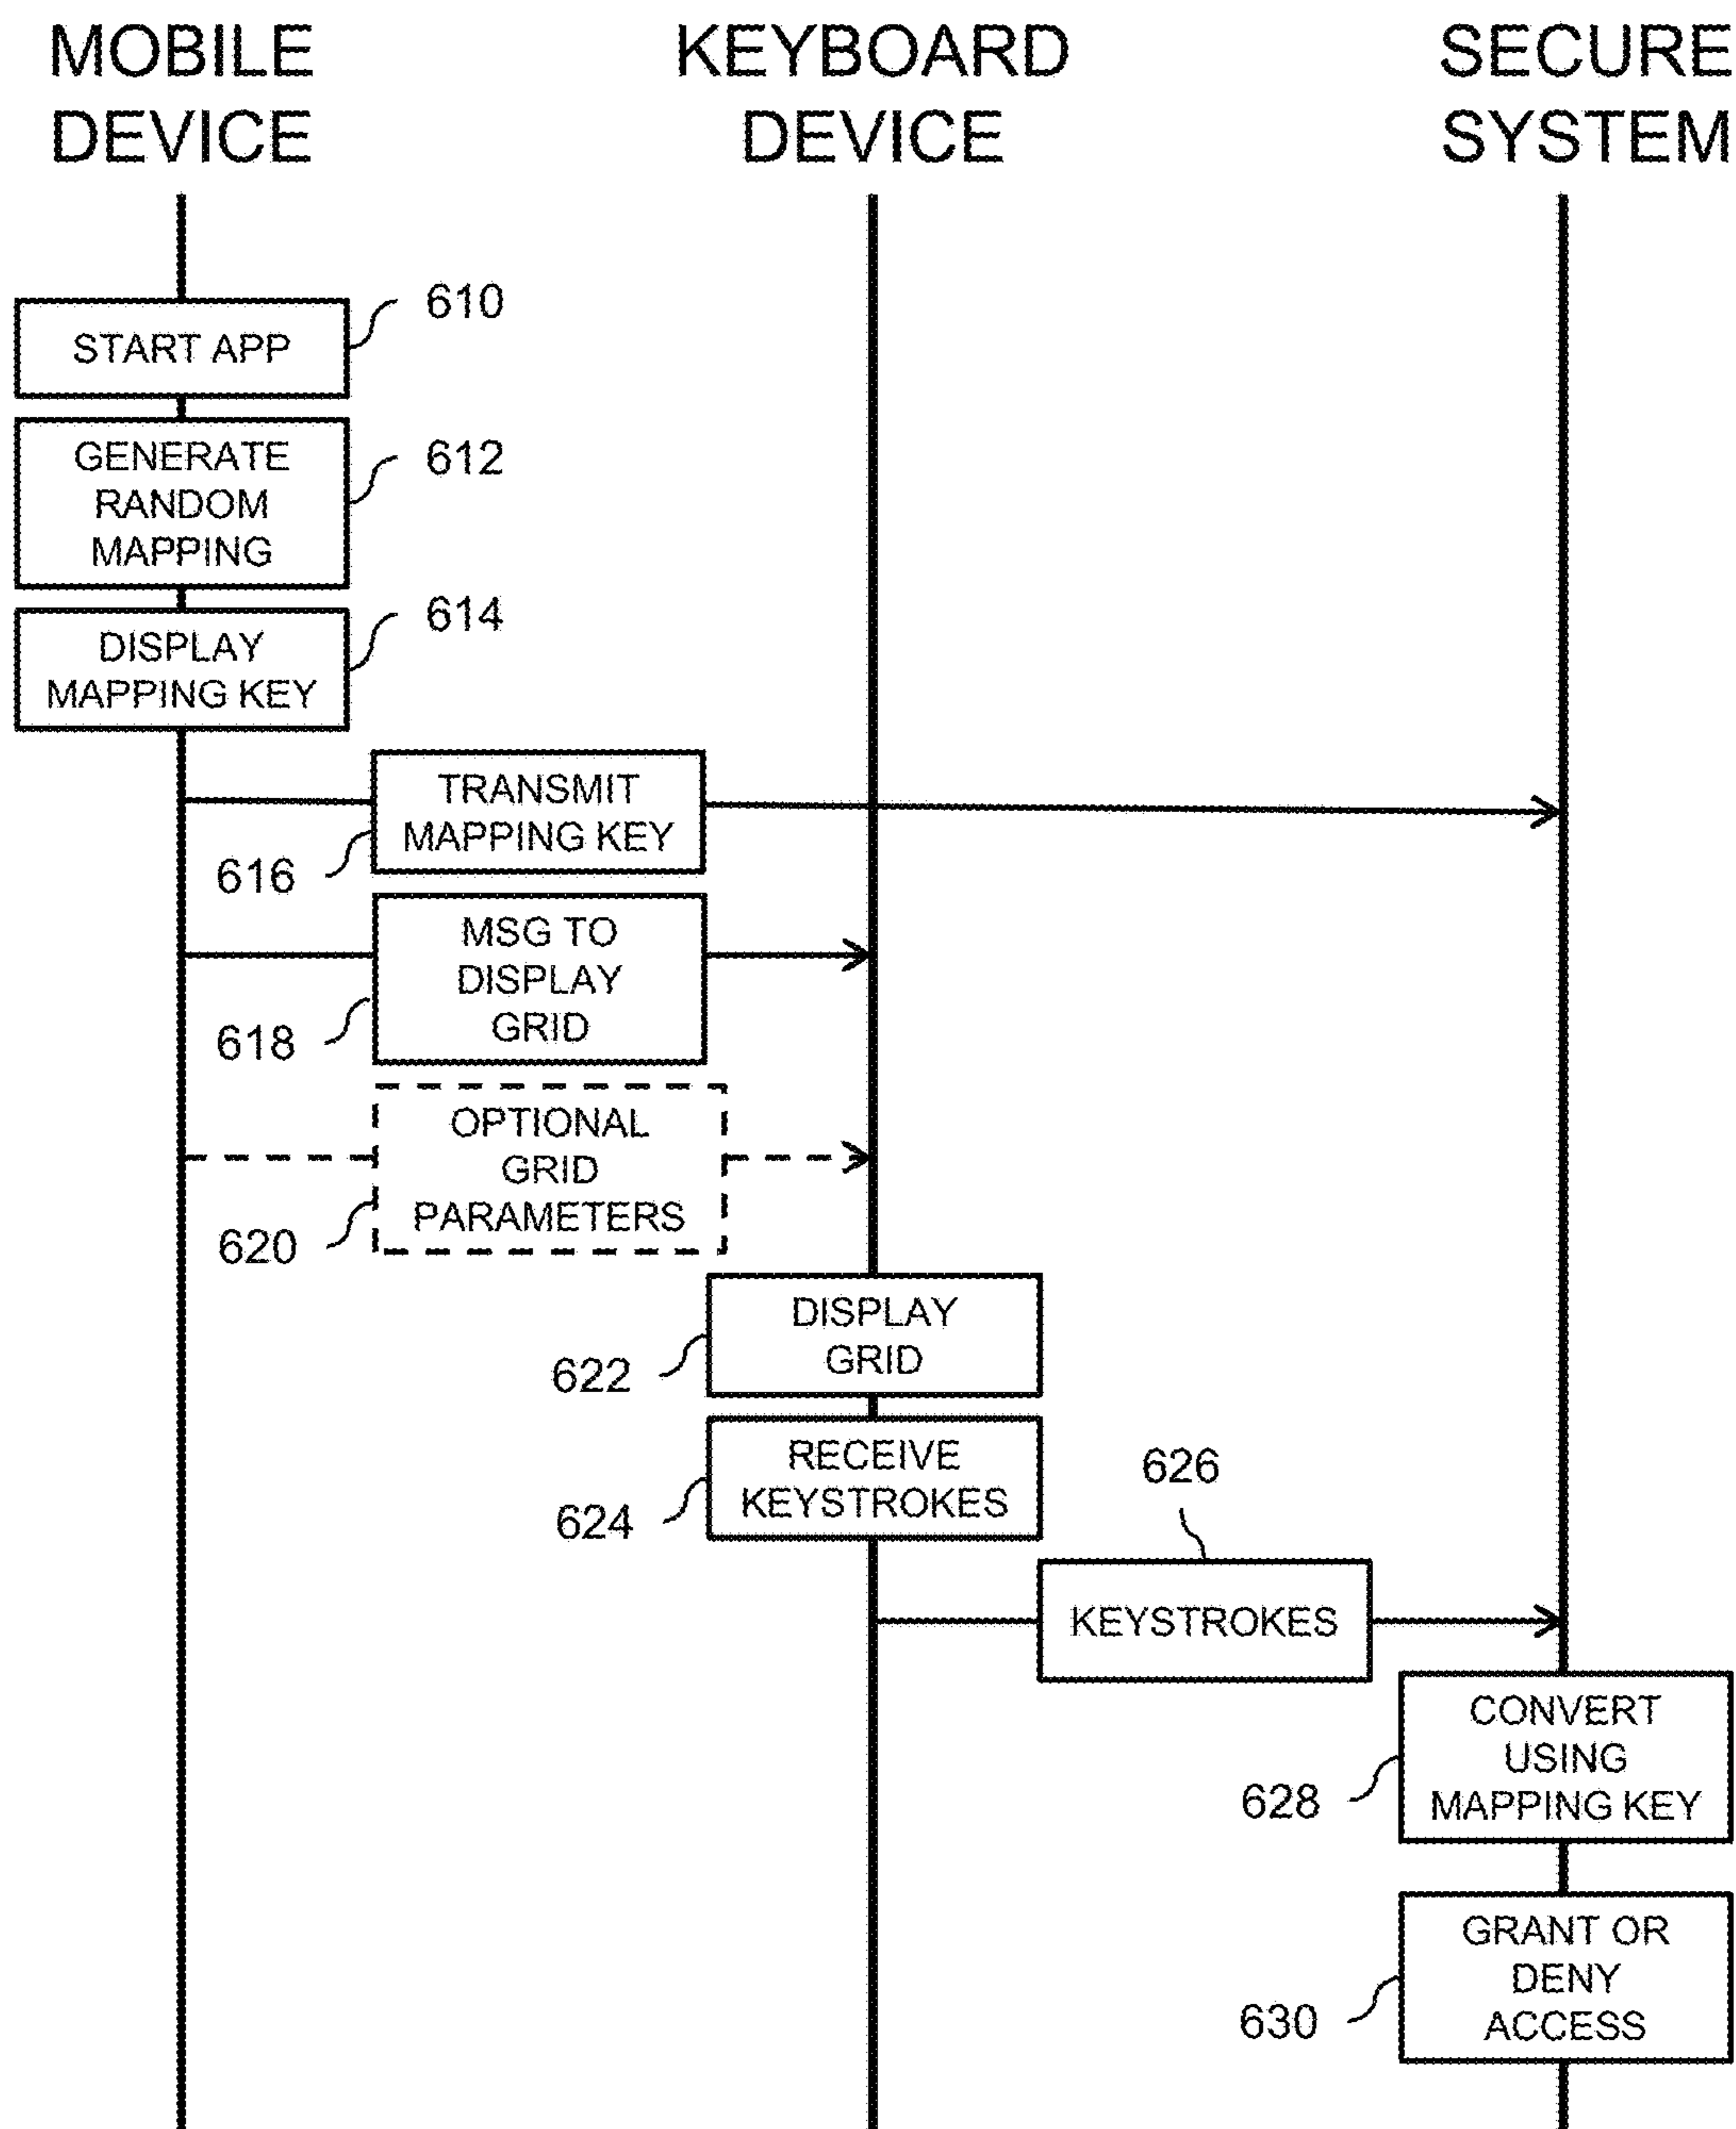 MOBILE
DEVICE
KEYBOARD
DEVICE
SECURE
SYSTEM
START APP
610
GENERATE
RANDOM
MAPPING
612
DISPLAY
MAPPING KEY
614
TRANSMIT
MAPPING KEY
616
MSG TO
DISPLAY
GRID
618
OPTIONAL
GRID
PARAMETERS
620
DISPLAY
GRID
622
RECEIVE
KEYSTROKES
624
626
KEYSTROKES
CONVERT
USING
MAPPING KEY
628
GRANT OR
DENY
ACCESS
630